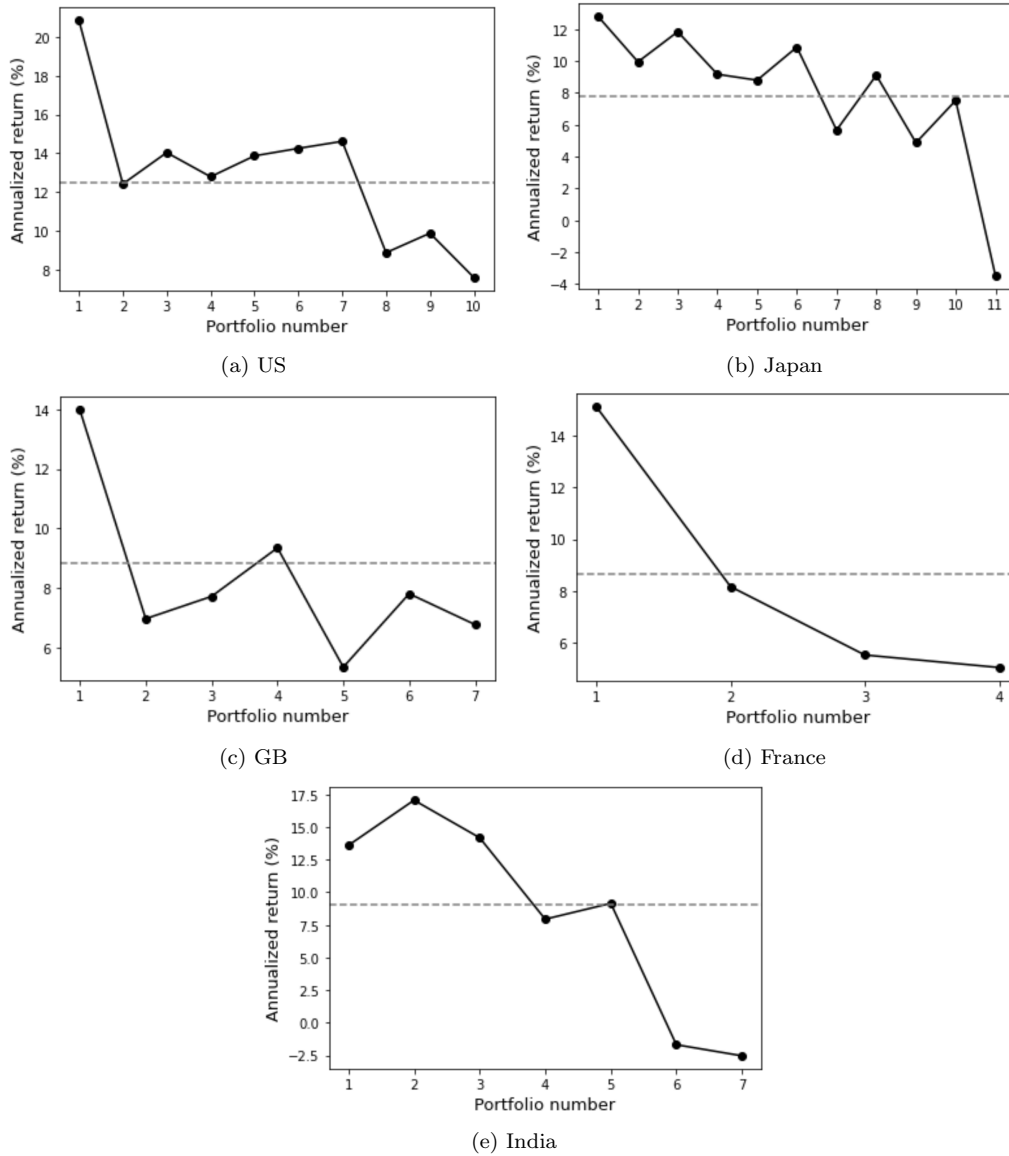 Annualized return (%)
20
18
16
14
12
10
8
1 2 3 4 5 6 7 8 9 10
Portfolio number
(a) US
Annualized return (%)
12
10
8
6
4
2
0
−2
−4
1 2 3 4 5 6 7 8 9 10 11
Portfolio number
(b) Japan
Annualized return (%)
14
12
10
8
6
1 2 3 4 5 6 7
Portfolio number
(c) GB
Annualized return (%)
14
12
10
8
6
1 2 3 4
Portfolio number
(d) France
Annualized return (%)
17.5
15.0
12.5
10.0
7.5
5.0
2.5
0.0
−2.5
1 2 3 4 5 6 7
Portfolio number
(e) India